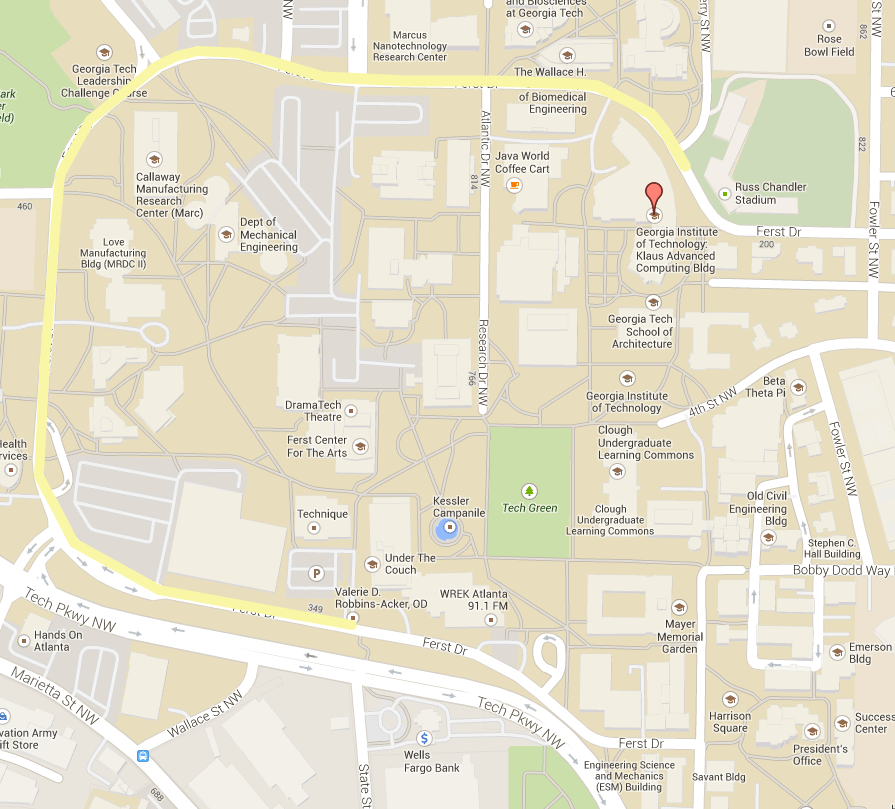 NW
and Biosciences
at Georgia Tech
Marcus
Nanotechnology
Research Center
St NW
862
Rose
Bowl Field
Georgia Tech
Leadership
Challenge Course
The Wallace H.
Ferst Dr
of Biomedical
Engineering
Atlantic Dr NW
822
Java World
Coffee Cart
814
Callaway
Manufacturing
Research
Center (Marc)
Russ Chandler
Stadium
460
Dept of
Mechanical
Engineering
Love
Manufacturing
Bldg (MRDC II)
Georgia Institute
of Technology:
Klaus Advanced
Computing Bldg
Ferst Dr
200
Fowler St NW
Georgia Tech
School of
Architecture
Research Dr NW
766
Georgia Institute
of Technology
4th St NW
Beta
Theta Pi
DramaTech
Theatre
Ferst Center
For The Arts
Clough
Undergraduate
Learning Commons
Fowler St NW
Health
rvices
Tech Green
Kessler
Campanile
Technique
Clough
Undergraduate
Learning Commons
Old Civil
Engineering
Bldg
Stephen C.
Hall Building
Under The
Couch
P
Bobby Dodd Way
Valerie D.
Robbins-Acker, OD
WREK Atlanta
91.1 FM
349
Tech Pkwy NW
Ferst Dr
Mayer
Memorial
Garden
Hands On
Atlanta
Emerson
Bldg
Marietta St NW
Wallace St NW
Tech Pkwy NW
Harrison
Square
Success
Center
vation Army
ift Store
President's
Office
Ferst Dr
Wells
Fargo Bank
State St
Engineering Science
and Mechanics
(ESM) Building
Savant Bldg
688